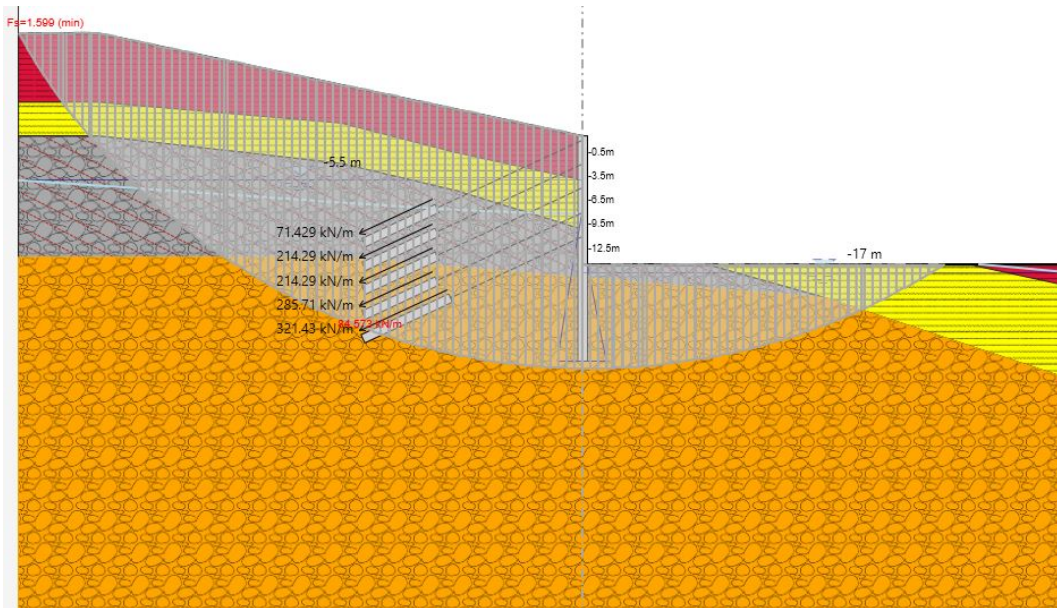 Fs=1.599 (min)
-0.5m
-5.5 m
-3.5m
-6.5m
-9.5m
71.429 kN/m
214.29 kN/m
-12.5m
-17 m
214.29 kN/m
285.71 kN/m
321.43 kN/m